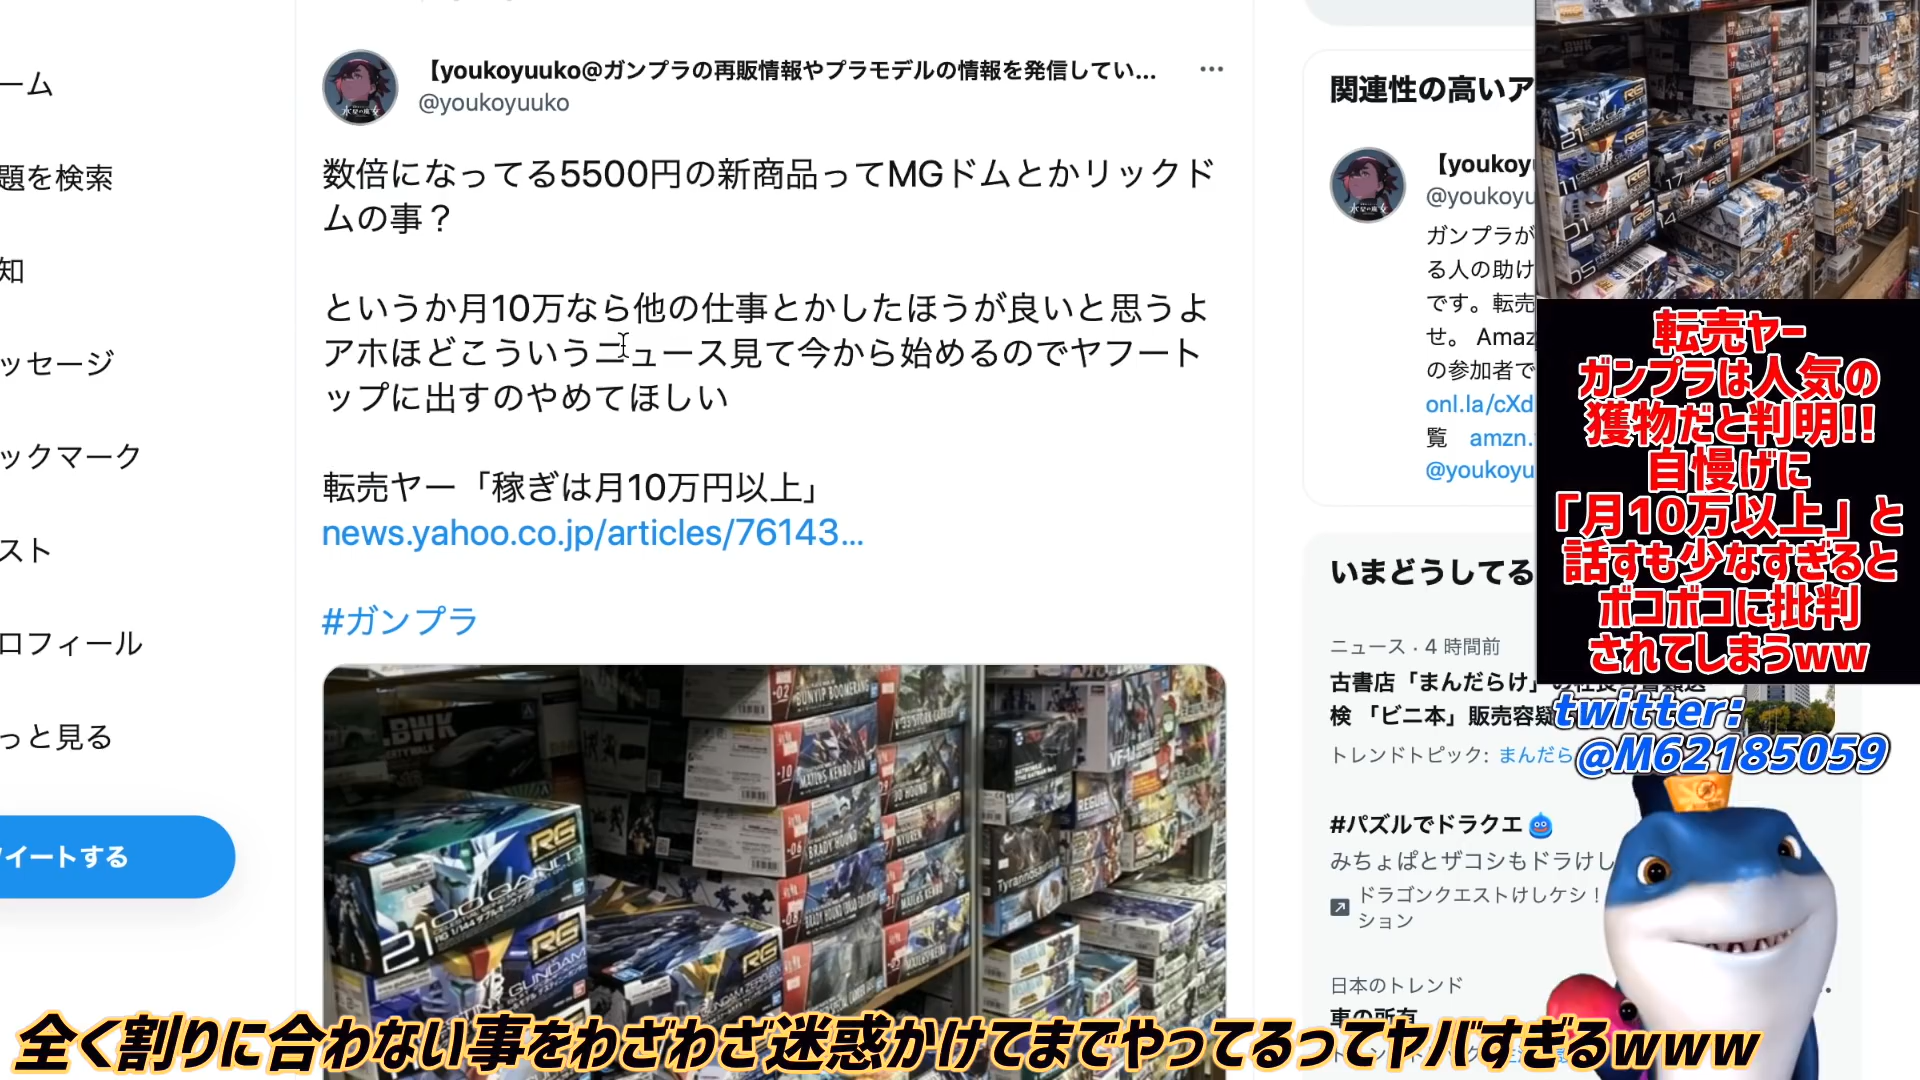 ーム
題を検索
知
ッセージ
ックマーク
スト
ロフィール
っと見る
イートする
【youkoyuuko@ガンプラの再販情報やプラモデルの情報を発信してい...
@youkoyuuko
数倍になってる5500円の新商品ってMGドムとかリックド
ムの事？
というか月10万なら他の仕事とかしたほうが良いと思うよ
アホほどこういうニュース見て今から始めるのでヤフート
ップに出すのやめてほしい
転売ヤー「稼ぎは月10万円以上」
news.yahoo.co.jp/articles/76143...
#ガンプラ
BWK
RG
21
RG
GUNDAM
RG
BRADY HOUND
NYUREN
Tyrannosaurus
関連性の高いア
【youkoy
@youkoyu
ガンプラが
る人の助け
です。転売
せ。 Amaz
の参加者で
onl.la/cXd
覧 amzn.
@youkoyu
いまどうしてる
ニュース · 4 時間前
古書店「まんだらけ」
検 「ビニ本」販売容疑
トレンドトピック: まんだら
#パズルでドラクエ
みちょぱとザコシもドラけし
ドラゴンクエストけしケシ！
ション
日本のトレンド
車の所有
RG
RG
RG
転売ヤー
ガンプラは人気の
獲物だと判明!!
自慢げに
「月10万以上」と
話すも少なすぎると
ボコボコに批判
されてしまうww
twitter:
@M62185059
全く割りに合わない事をわざわざ迷惑かけてまでやってるってヤバすぎるwww